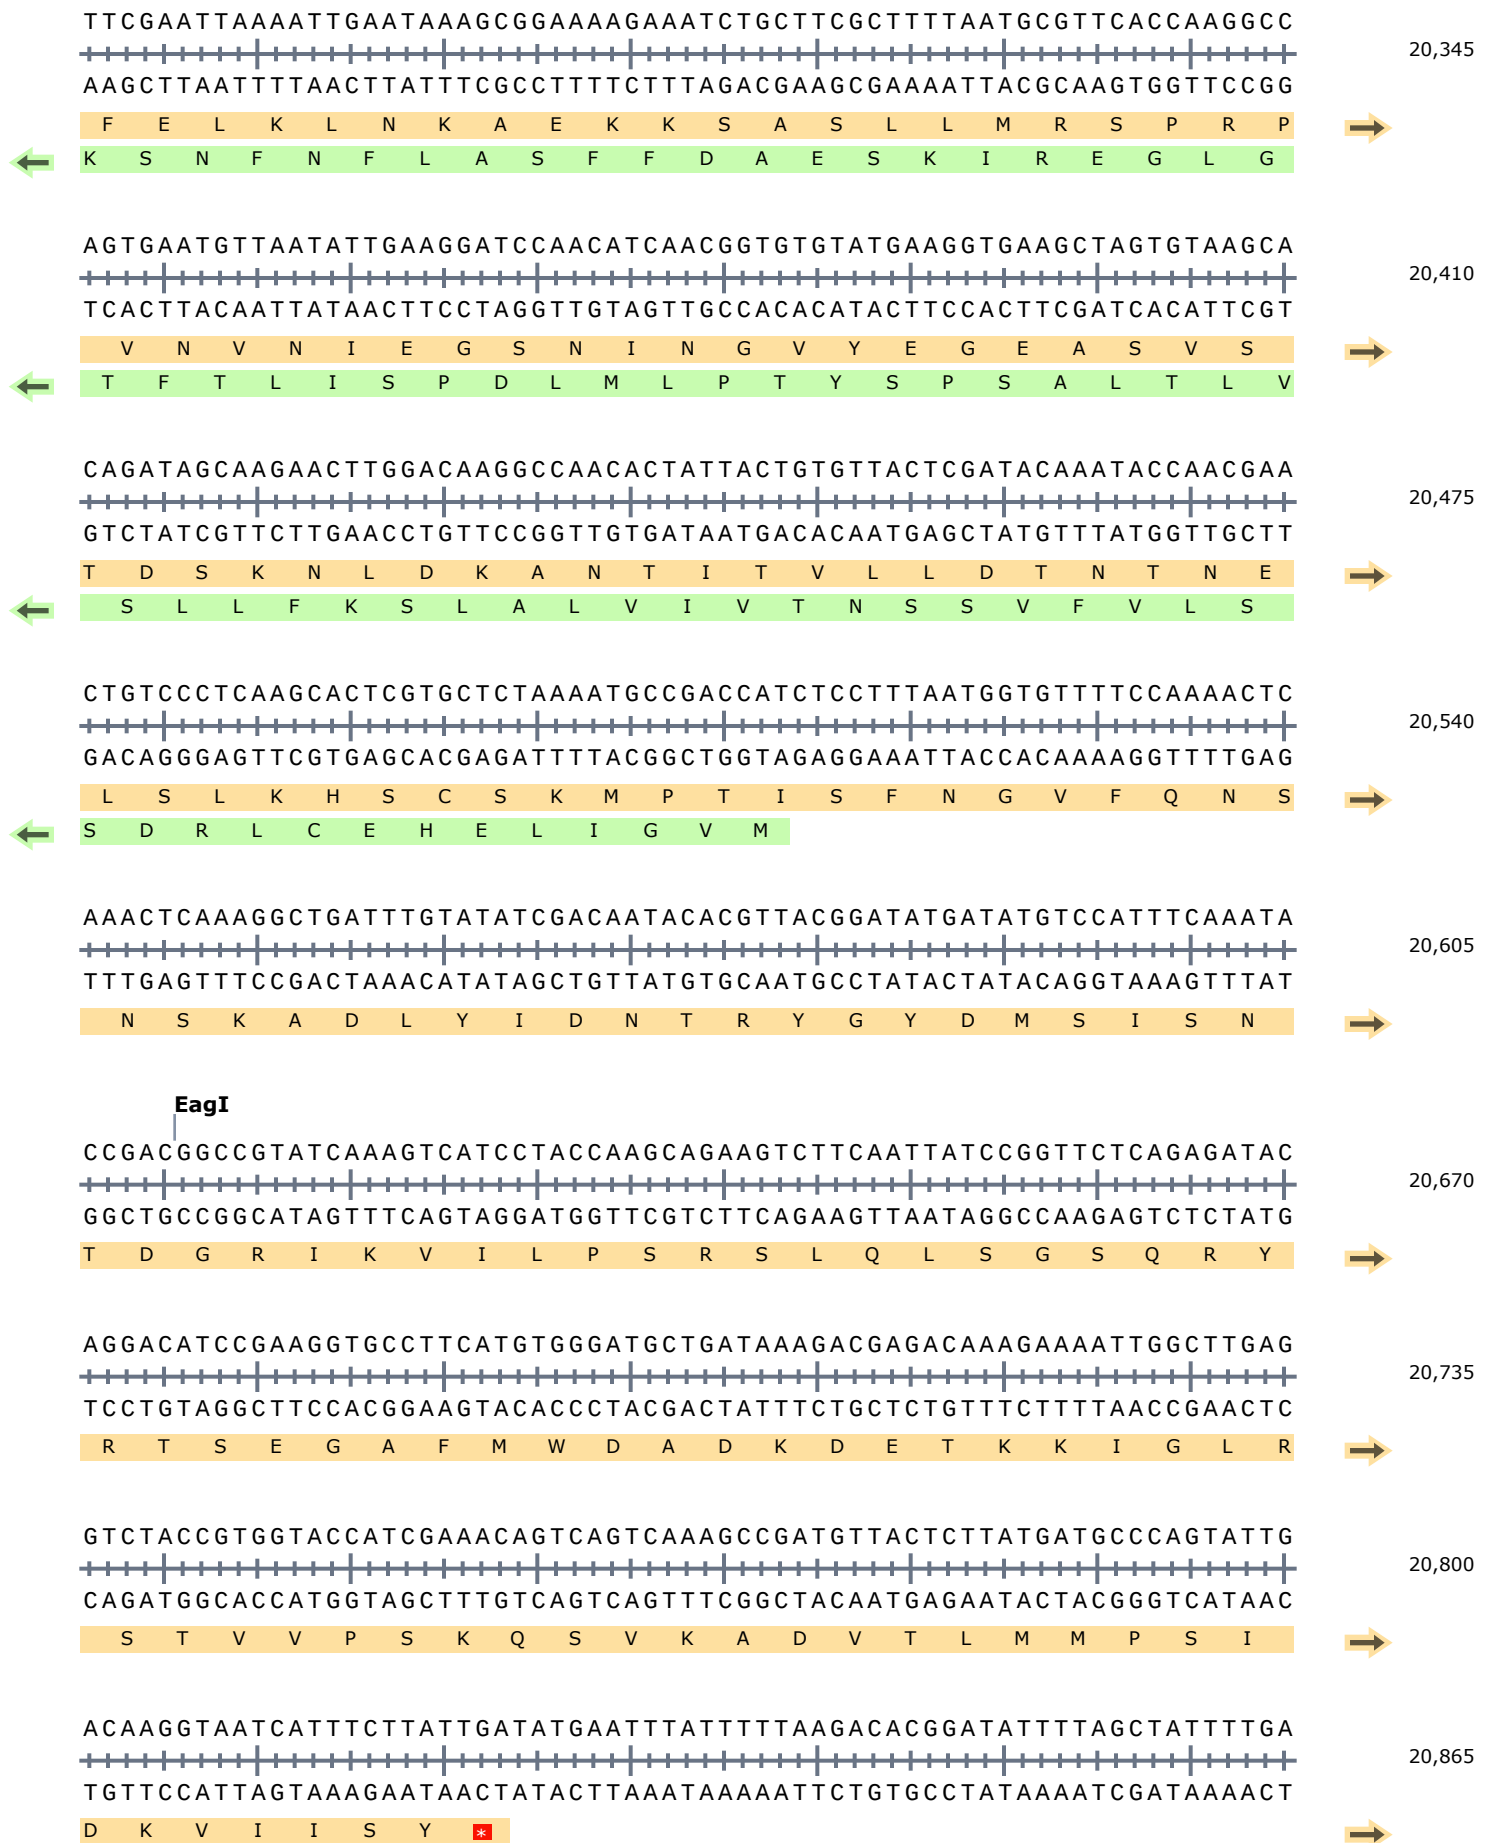 TTCGAATTAAAATTGAATAAAGCGGAAAAGAAATCTGCTTCGCTTTTAATGCGTTCACCAAGGCC
20,345
AAGCTTAATTTTAACTTATTTCGCCTTTTCTTTAGACGAAGCGAAAATTACGCAAGTGGTTCCGG
F E L K L N K A E K K S A S L L M R S P R P
K S N F N F L A S F F D A E S K I R E G L G
AGTGAATGTTAATATTGAAGGATCCAACATCAACGGTGTGTATGAAGGTGAAGCTAGTGTAAGCA
20,410
TCACTTACAATTATAACTTCCTAGGTTGTAGTTGCCACACATACTTCCACTTCGATCACATTCGT
V N V N I E G S N I N G V Y E G E A S V S
T F T L I S P D L M L P T Y S P S A L T L V
CAGATAGCAAGAACTTGGACAAGGCCAACACTATTACTGTGTTACTCGATACAAATACCAACGAA
20,475
GTCTATCGTTCTTGAACCTGTTCCGGTTGTGATAATGACACAATGAGCTATGTTTATGGTTGCTT
T D S K N L D K A N T I T V L L D T N T N E
S L L F K S L A L V I V T N S S V F V L S
CTGTCCCTCAAGCACTCGTGCTCTAAAATGCCGACCATCTCCTTTAATGGTGTTTTCCAAAACTC
20,540
GACAGGGAGTTCGTGAGCACGAGATTTTACGGCTGGTAGAGGAAATTACCACAAAAGGTTTTGAG
L S L K H S C S K M P T I S F N G V F Q N S
S D R L C E H E L I G V M
AAACTCAAAGGCTGATTTGTATATCGACAATACACGTTACGGATATGATATGTCCATTTCAAATA
20,605
TTTGAGTTTCCGACTAAACATATAGCTGTTATGTGCAATGCCTATACTATACAGGTAAAGTTTAT
N S K A D L Y I D N T R Y G Y D M S I S N
EagI
CCGACGGCCGTATCAAAGTCATCCTACCAAGCAGAAGTCTTCAATTATCCGGTTCTCAGAGATAC
20,670
GGCTGCCGGCATAGTTTCAGTAGGATGGTTCGTCTTCAGAAGTTAATAGGCCAAGAGTCTCTATG
T D G R I K V I L P S R S L Q L S G S Q R Y
AGGACATCCGAAGGTGCCTTCATGTGGGATGCTGATAAAGACGAGACAAAGAAAATTGGCTTGAG
20,735
TCCTGTAGGCTTCCACGGAAGTACACCCTACGACTATTTCTGCTCTGTTTCTTTTAACCGAACTC
R T S E G A F M W D A D K D E T K K I G L R
GTCTACCGTGGTACCATCGAAACAGTCAGTCAAAGCCGATGTTACTCTTATGATGCCCAGTATTG
20,800
CAGATGGCACCATGGTAGCTTTGTCAGTCAGTTTCGGCTACAATGAGAATACTACGGGTCATAAC
S T V V P S K Q S V K A D V T L M M P S I
ACAAGGTAATCATTTCTTATTGATATGAATTTATTTTTAAGACACGGATATTTTAGCTATTTTGA
20,865
TGTTCCATTAGTAAAGAATAACTATACTTAAATAAAAATTCTGTGCCTATAAAATCGATAAAACT
D K V I I S Y *